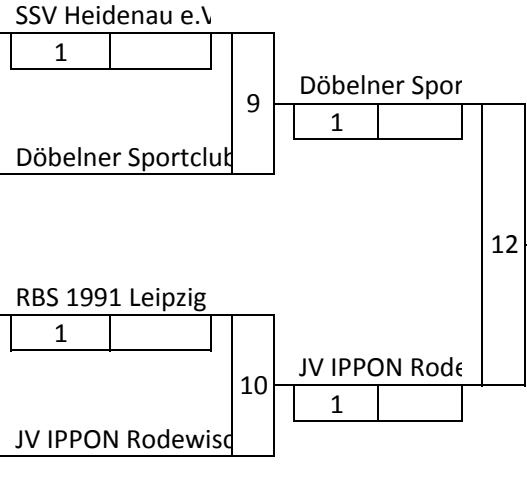 SSV Heidenau e.V
1
9
Döbelner Spor
1
Döbelner Sportclub
12
RBS 1991 Leipzig
1
10
JV IPPON Rode
1
JV IPPON Rodewisc